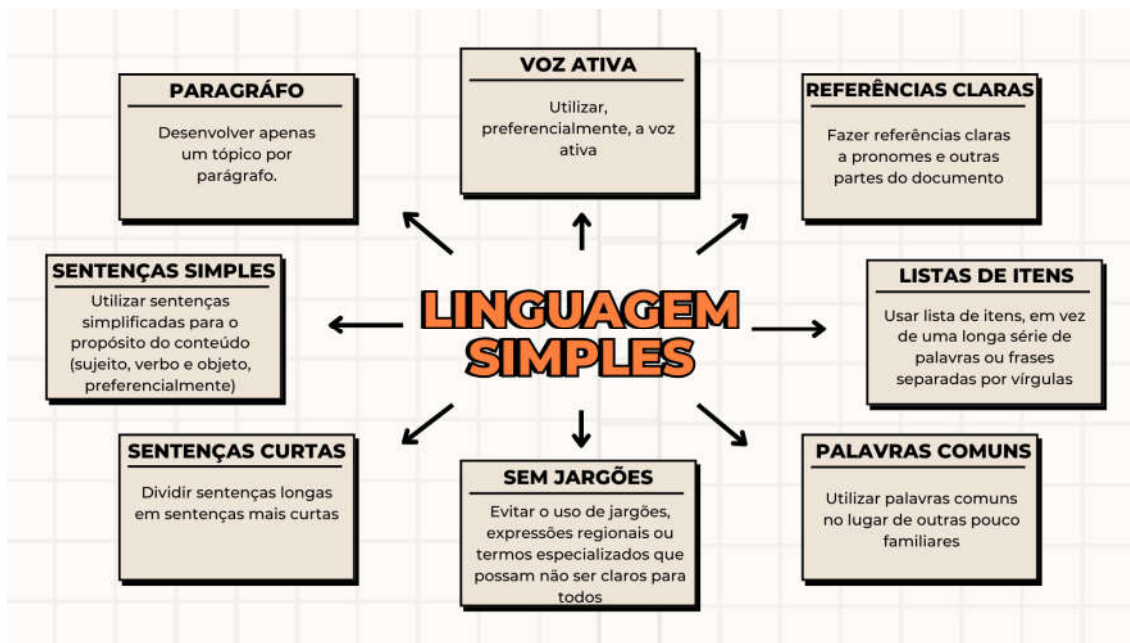 PARAGRÁFO
Desenvolver apenas
um tópico por
parágrafo.
VOZ ATIVA
Utilizar,
preferencialmente, a voz
ativa
REFERÊNCIAS CLARAS
Fazer referências claras
a pronomes e outras
partes do documento
SENTENÇAS SIMPLES
Utilizar sentenças
simplificadas para o
propósito do conteúdo
(sujeito, verbo e objeto,
preferencialmente)
LINGUAGEM
SIMPLES
LISTAS DE ITENS
Usar lista de itens, em
vez de uma longa série de
palavras ou frases
separadas por vírgulas
SENTENÇAS CURTAS
Dividir sentenças longas
em sentenças mais curtas
SEM JARGÕES
Evitar o uso de jargões,
expressões regionais ou
termos especializados que
possam não ser claros para
todos
PALAVRAS COMUNS
Utilizar palavras comuns
no lugar de outras pouco
familiares